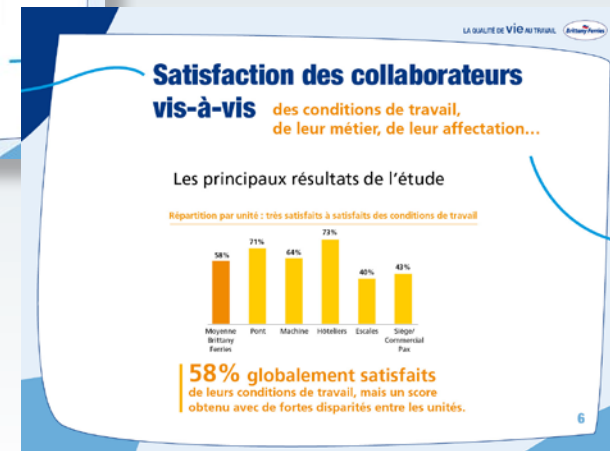 LA QUALITÉ DE vie AU TRAVAIL
Brittany Ferries
Satisfaction des collaborateurs
vis-à-vis des conditions de travail,
de leur métier, de leur affectation...
Les principaux résultats de l'étude
Répartition par unité : très satisfaits à satisfaits des conditions de travail
58% 71% 64% 73% 40% 43%
Moyenne Pont Machine Hôteliers Escales Siège/
Brittany Commercial
Ferries Pax
58% globalement satisfaits
de leurs conditions de travail, mais un score
obtenu avec de fortes disparités entre les unités.
6